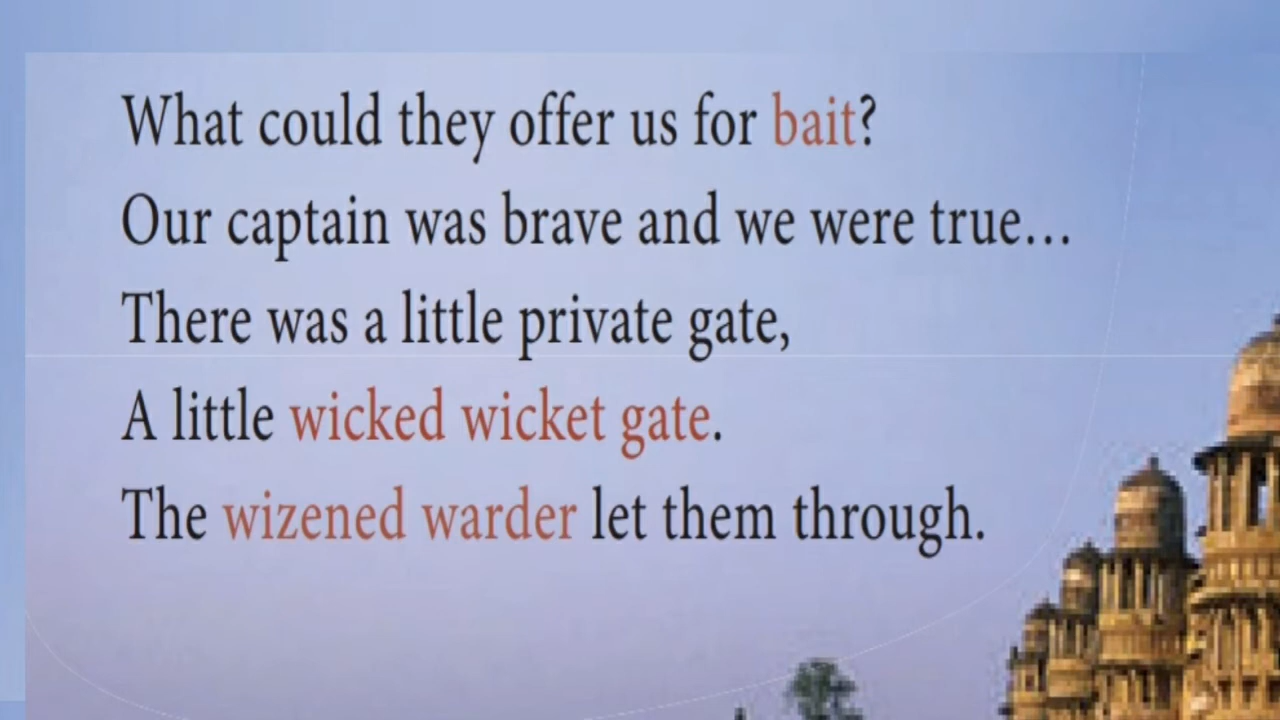 What could they offer us for bait?
Our captain was brave and we were true…
There was a little private gate,
A little wicked wicket gate.
The wizened warder let them through.